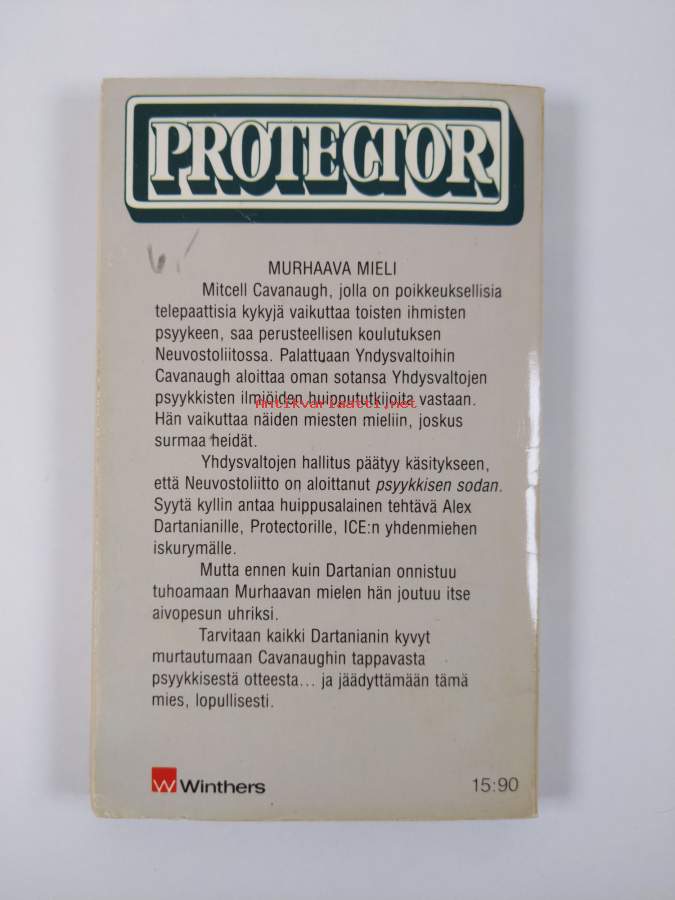 PROTECTOR
MURHAAVA MIELI
Mitcell Cavanaugh, jolla on poikkeuksellisia
telepaattisia kykyjä vaikuttaa toisten ihmisten
psyykeen, saa perusteellisen koulutuksen
Neuvostoliitossa. Palattuaan Yndysvaltoihin
Cavanaugh aloittaa oman sotansa Yhdysvaltojen
psyykkisten ilmiöiden huippututkijoita vastaan.
Antikvariaatti.net
Hän vaikuttaa näiden miesten mieliin, joskus
surmaa heidät.
Yhdysvaltojen hallitus päätyy käsitykseen,
että Neuvostoliitto on aloittanut psyykkisen sodan.
Syytä kyllin antaa huippusalainen tehtävä Alex
Dartanianille, Protectorille, ICE:n yhdenmiehen
iskurymälle.
Mutta ennen kuin Dartanian onnistuu
tuhoamaan Murhaavan mielen hän joutuu itse
aivopesun uhriksi.
Tarvitaan kaikki Dartanianin kyvyt
murtautumaan Cavanaughin tappavasta
psyykkisestä otteesta... ja jäädyttämään tämä
mies, lopullisesti.
W Winthers
15:90